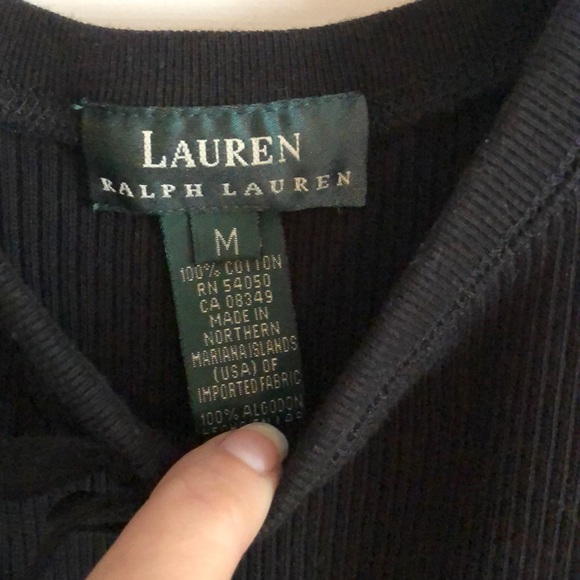 LAUREN
RALPH LAUREN
M
100% COTTON
RN 54050
CA 08349
MADE IN
NORTHERN
MARIANA ISLANDS
(USA) OF
IMPORTED FABRIC
100% ALGODON